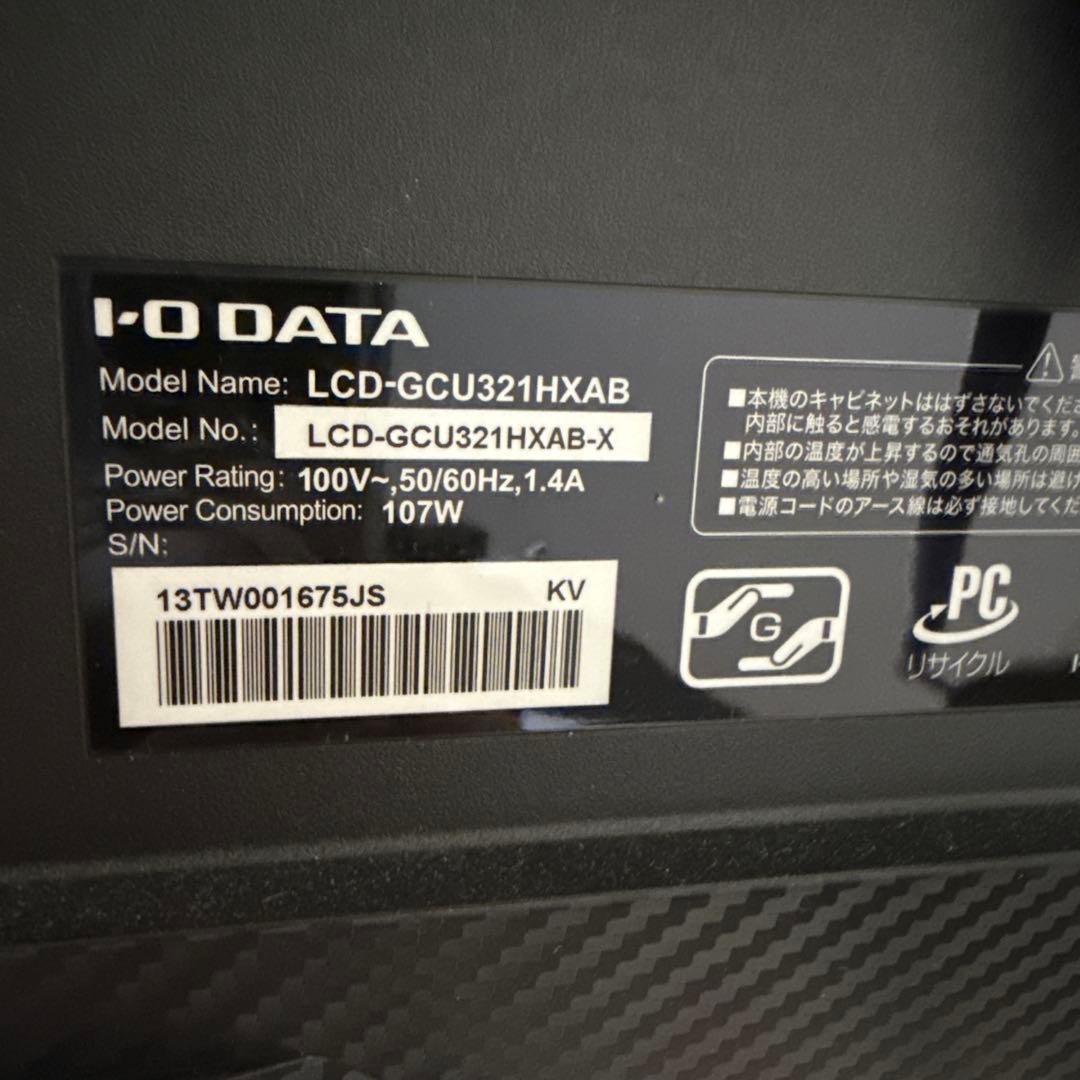 I-O DATA
Model Name: LCD-GCU321HXAB
Model No.: LCD-GCU321HXAB-X
Power Rating: 100V~,50/60Hz,1.4A
Power Consumption: 107W
S/N:
13TW001675JS KV
■本機のキャビネットははずさないでくださ
内部に触ると感電するおそれがあります。
■内部の温度が上昇するので通気孔の周囲
■温度の高い場所や湿気の多い場所は避け
■電源コードのアース線は必ず接地してくだ
G
PC
リサイクル